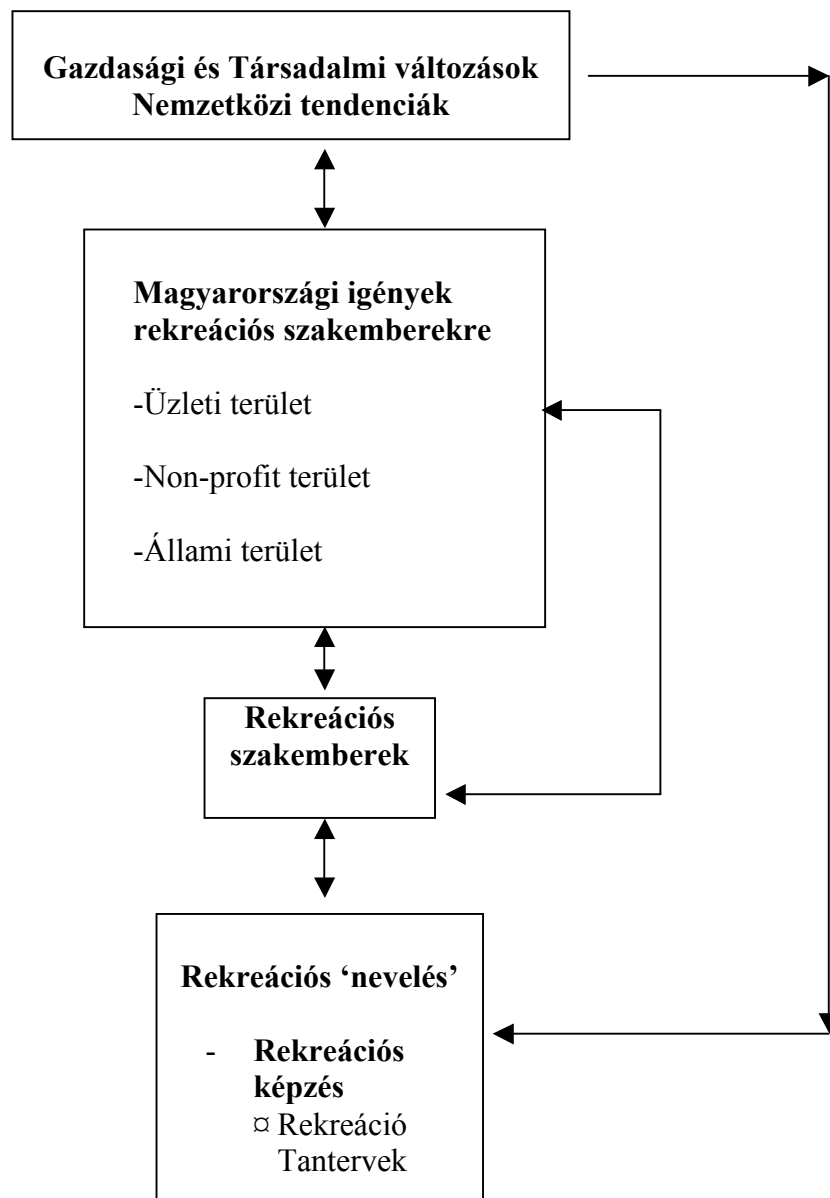 Gazdasági és Társadalmi változások
Nemzetközi tendenciák
Magyarországi igények
rekreációs szakemberekre
-Üzleti terület
-Non-profit terület
-Állami terület
Rekreációs
szakemberek
Rekreációs ‘nevelés’
- Rekreációs
képzés
¤ Rekreáció
Tantervek